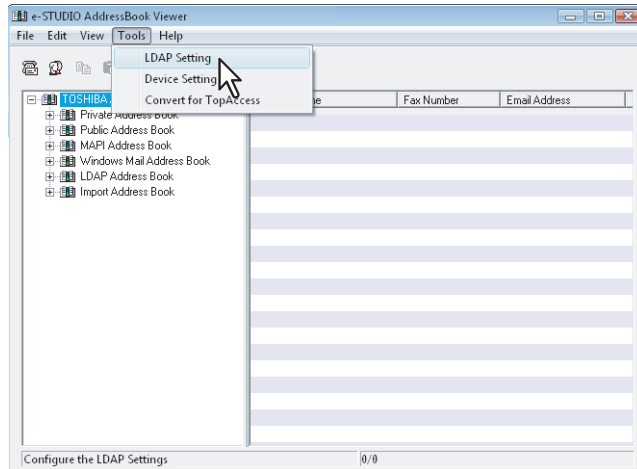 e-STUDIO AddressBook Viewer
File Edit View Tools Help
LDAP Setting
Device Setting
Convert for TopAccess
TOSHIBA
Fax Number Email Address
Private Address Book
Public Address Book
MAPI Address Book
Windows Mail Address Book
LDAP Address Book
Import Address Book
Configure the LDAP Settings 0/0